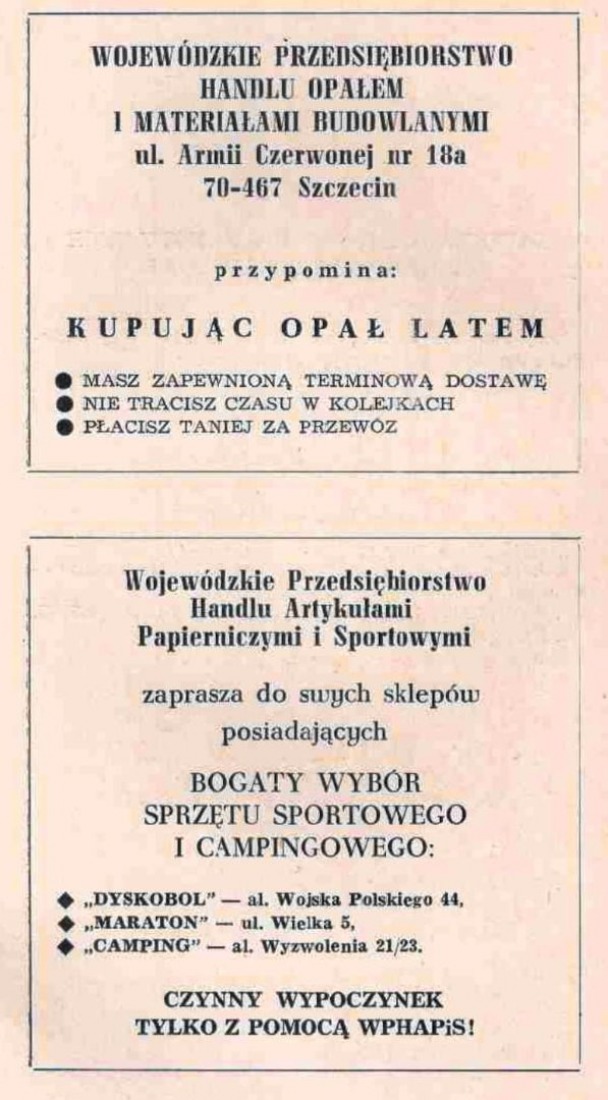 WOJEWÓDZKIE PRZEDSIĘBIORSTWO
HANDLU OPAŁEM
I MATERIAŁAMI BUDOWLANYMI
ul. Armii Czerwonej nr 18a
70-467 Szczecin
przypomina:
KUPUJĄC OPAŁ LATEM
● MASZ ZAPEWNIONĄ TERMINOWĄ DOSTAWĘ
● NIE TRACISZ CZASU W KOLEJKACH
● PŁACISZ TANIEJ ZA PRZEWÓZ
Wojewódzkie Przedsiębiorstwo
Handlu Artykułami
Papierniczymi i Sportowymi
zaprasza do swych sklepów
posiadających
BOGATY WYBÓR
SPRZĘTU SPORTOWEGO
I CAMPINGOWEGO:
◆ „DYSKOBOL” — al. Wojska Polskiego 44,
◆ „MARATON” — ul. Wielka 5,
◆ „CAMPING” — al. Wyzwolenia 21/23.
CZYNNY WYPOCZYNEK
TYLKO Z POMOCĄ WPHAPiS!